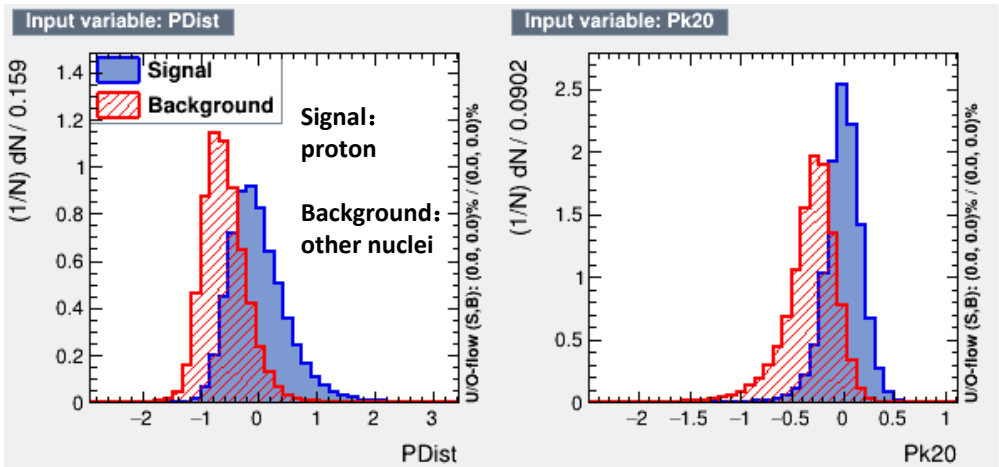 Input variable: PDist
(1/N) dN / 0.159
1.4
1.2
1
0.8
0.6
0.4
0.2
0
Signal
Background
Signal：
proton
Background：
other nuclei
−2 −1 0 1 2 3
PDist
U/O-flow (S,B): (0.0, 0.0)% / (0.0, 0.0)%
Input variable: Pk20
(1/N) dN / 0.0902
2.5
2
1.5
1
0.5
0
−2 −1.5 −1 −0.5 0 0.5 1
Pk20
U/O-flow (S,B): (0.0, 0.0)% / (0.0, 0.0)%